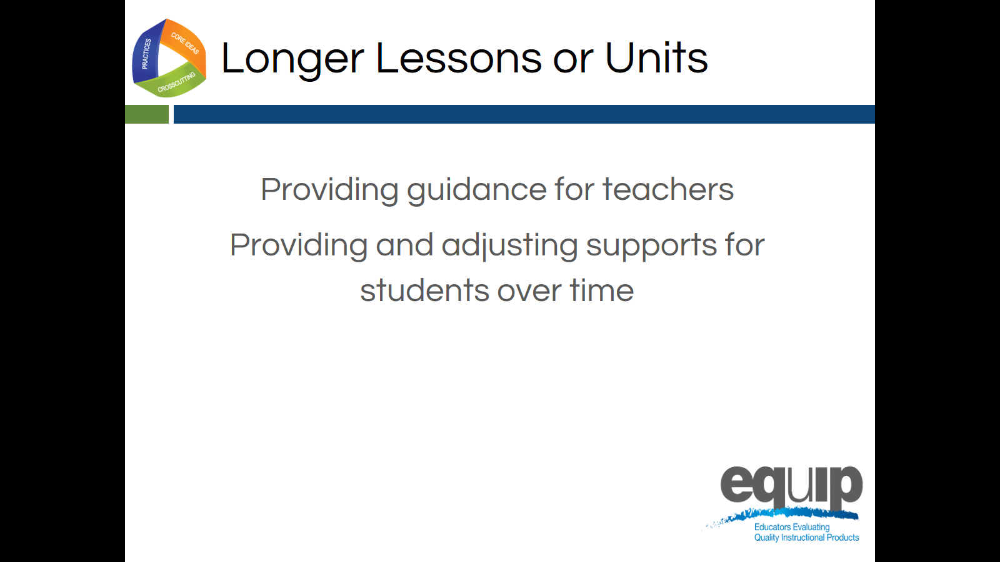 PRACTICES
CORE IDEAS
CROSSCUTTING
Longer Lessons or Units
Providing guidance for teachers
Providing and adjusting supports for
students over time
equip
Educators Evaluating
Quality Instructional Products